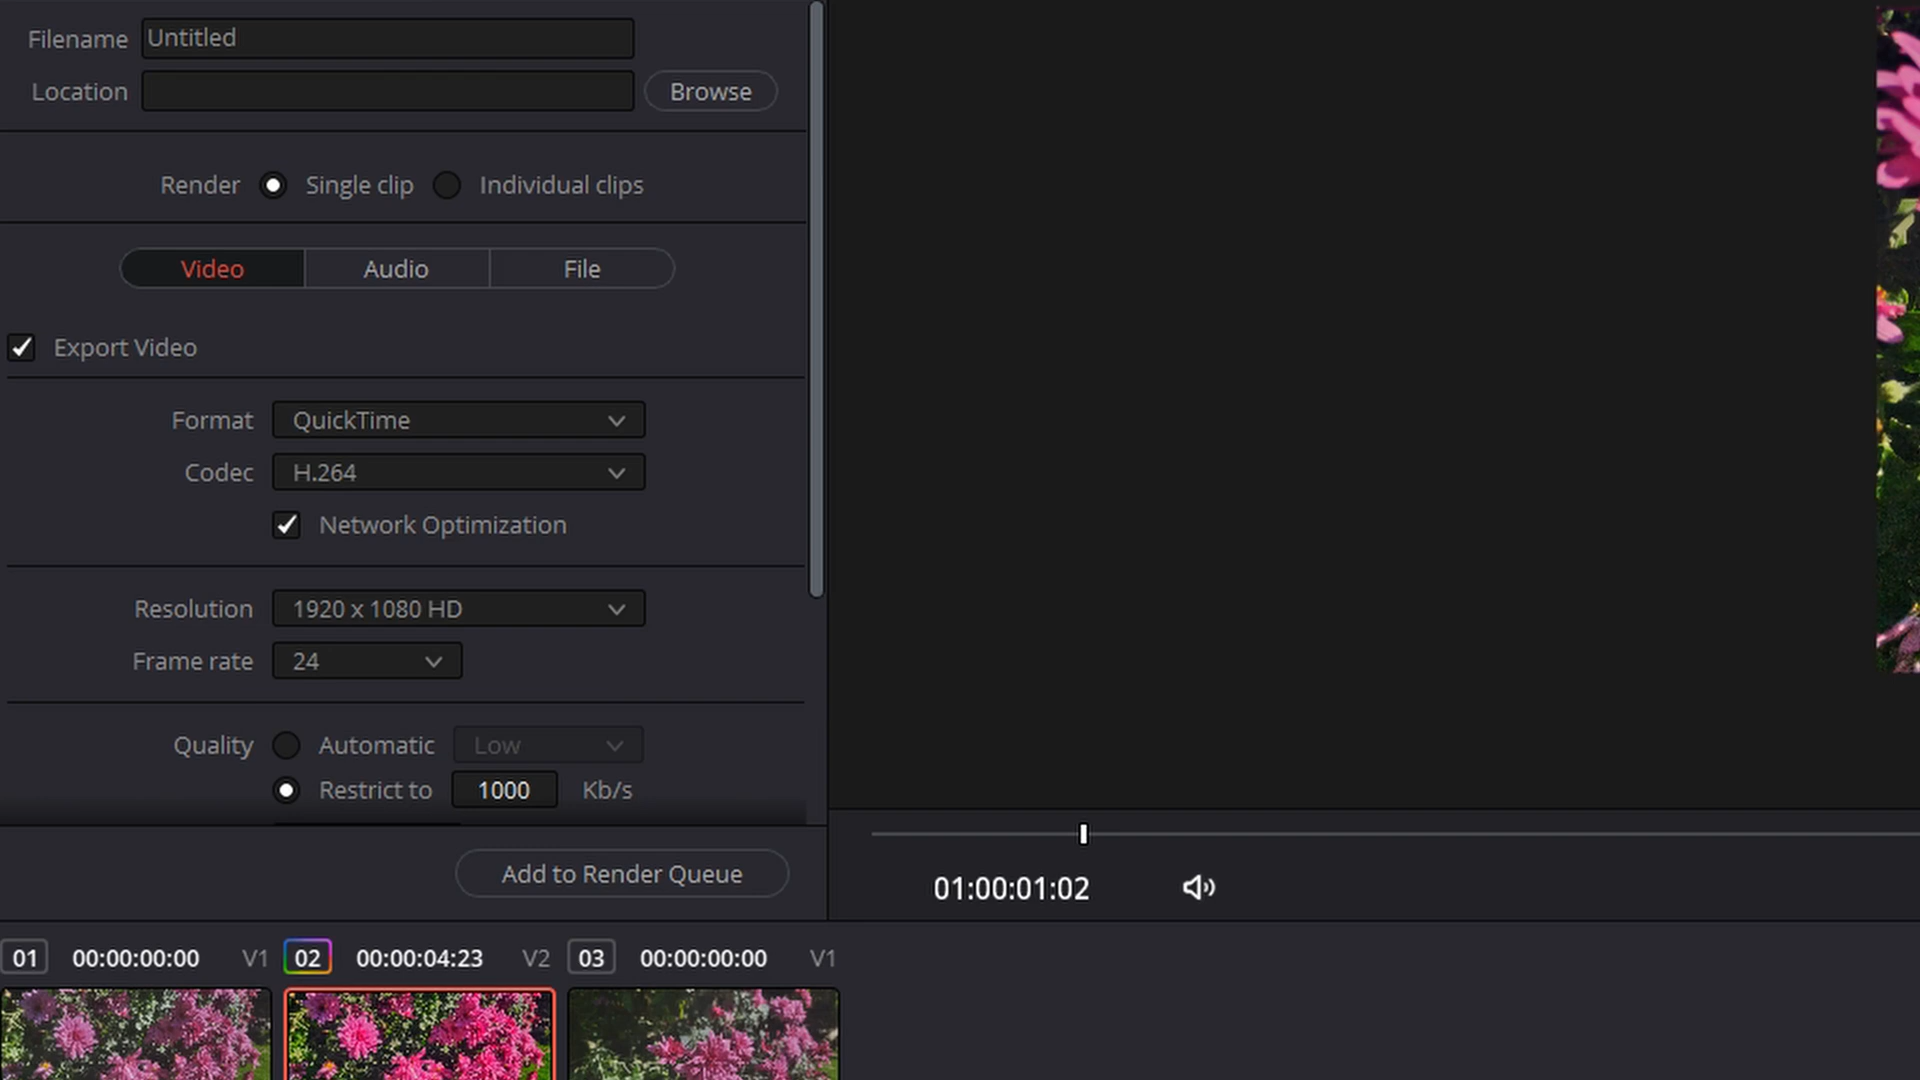 Filename Untitled
Location Browse
Render Single clip Individual clips
Video Audio File
Export Video
Format QuickTime
Codec H.264
Network Optimization
Resolution 1920 x 1080 HD
Frame rate 24
Quality Automatic Low
Restrict to 1000 Kb/s
Add to Render Queue
01:00:01:02
01 00:00:00:00 V1 02 00:00:04:23 V2 03 00:00:00:00 V1